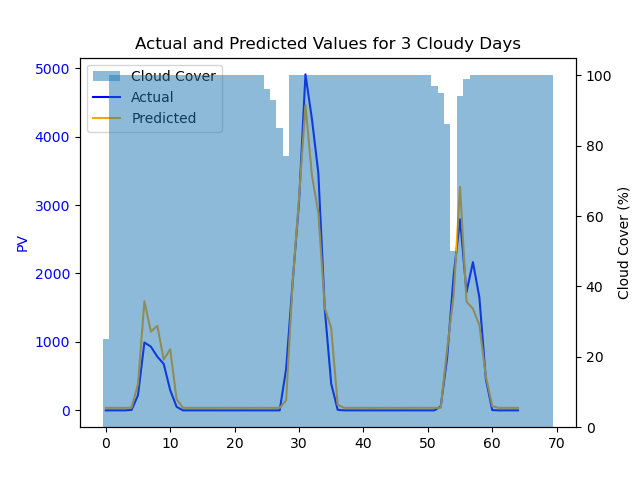 Actual and Predicted Values for 3 Cloudy Days
Cloud Cover
Actual
Predicted
PV
5000
4000
3000
2000
1000
0
100
80
60
40
20
0
Cloud Cover (%)
0 10 20 30 40 50 60 70